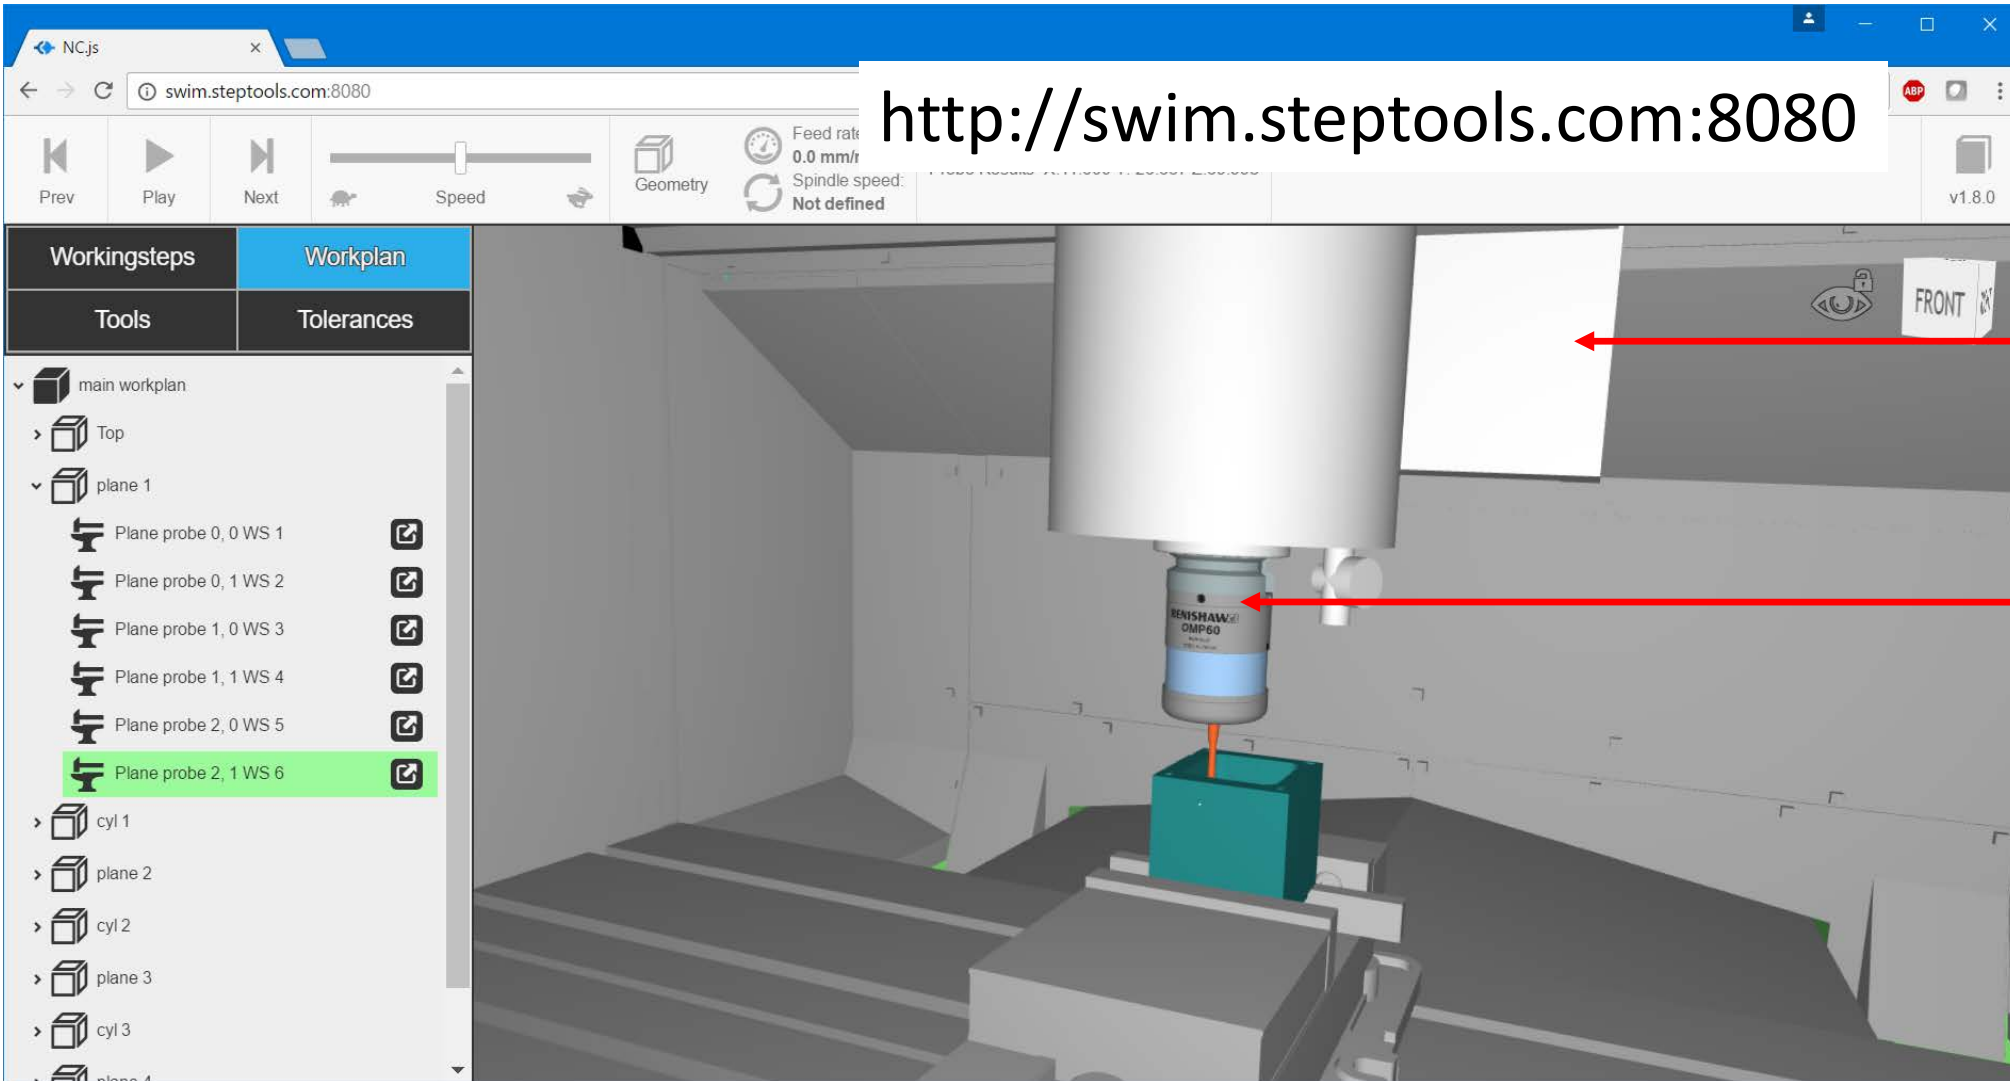 NC.js
swim.steptools.com:8080
http://swim.steptools.com:8080
ABP
Prev
Play
Next
Speed
Geometry
Feed rate
0.0 mm/r
Spindle speed:
Not defined
v1.8.0
Workingsteps
Workplan
Tools
Tolerances
main workplan
Top
plane 1
Plane probe 0, 0 WS 1
Plane probe 0, 1 WS 2
Plane probe 1, 0 WS 3
Plane probe 1, 1 WS 4
Plane probe 2, 0 WS 5
Plane probe 2, 1 WS 6
cyl 1
plane 2
cyl 2
plane 3
cyl 3
plane 4
FRONT
RENISHAW
OMP60